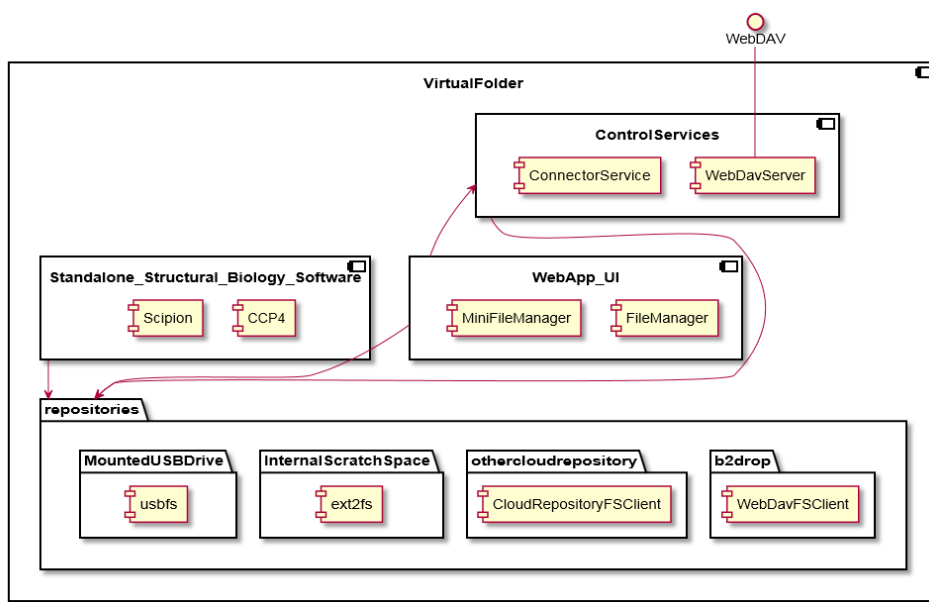 WebDAV
VirtualFolder
ControlServices
ConnectorService
WebDavServer
Standalone_Structural_Biology_Software
Scipion
CCP4
WebApp_UI
MiniFileManager
FileManager
repositories
MountedUSBDrive
usbfs
InternalScratchSpace
ext2fs
othercloudrepository
CloudRepositoryFSClient
b2drop
WebDavFSClient